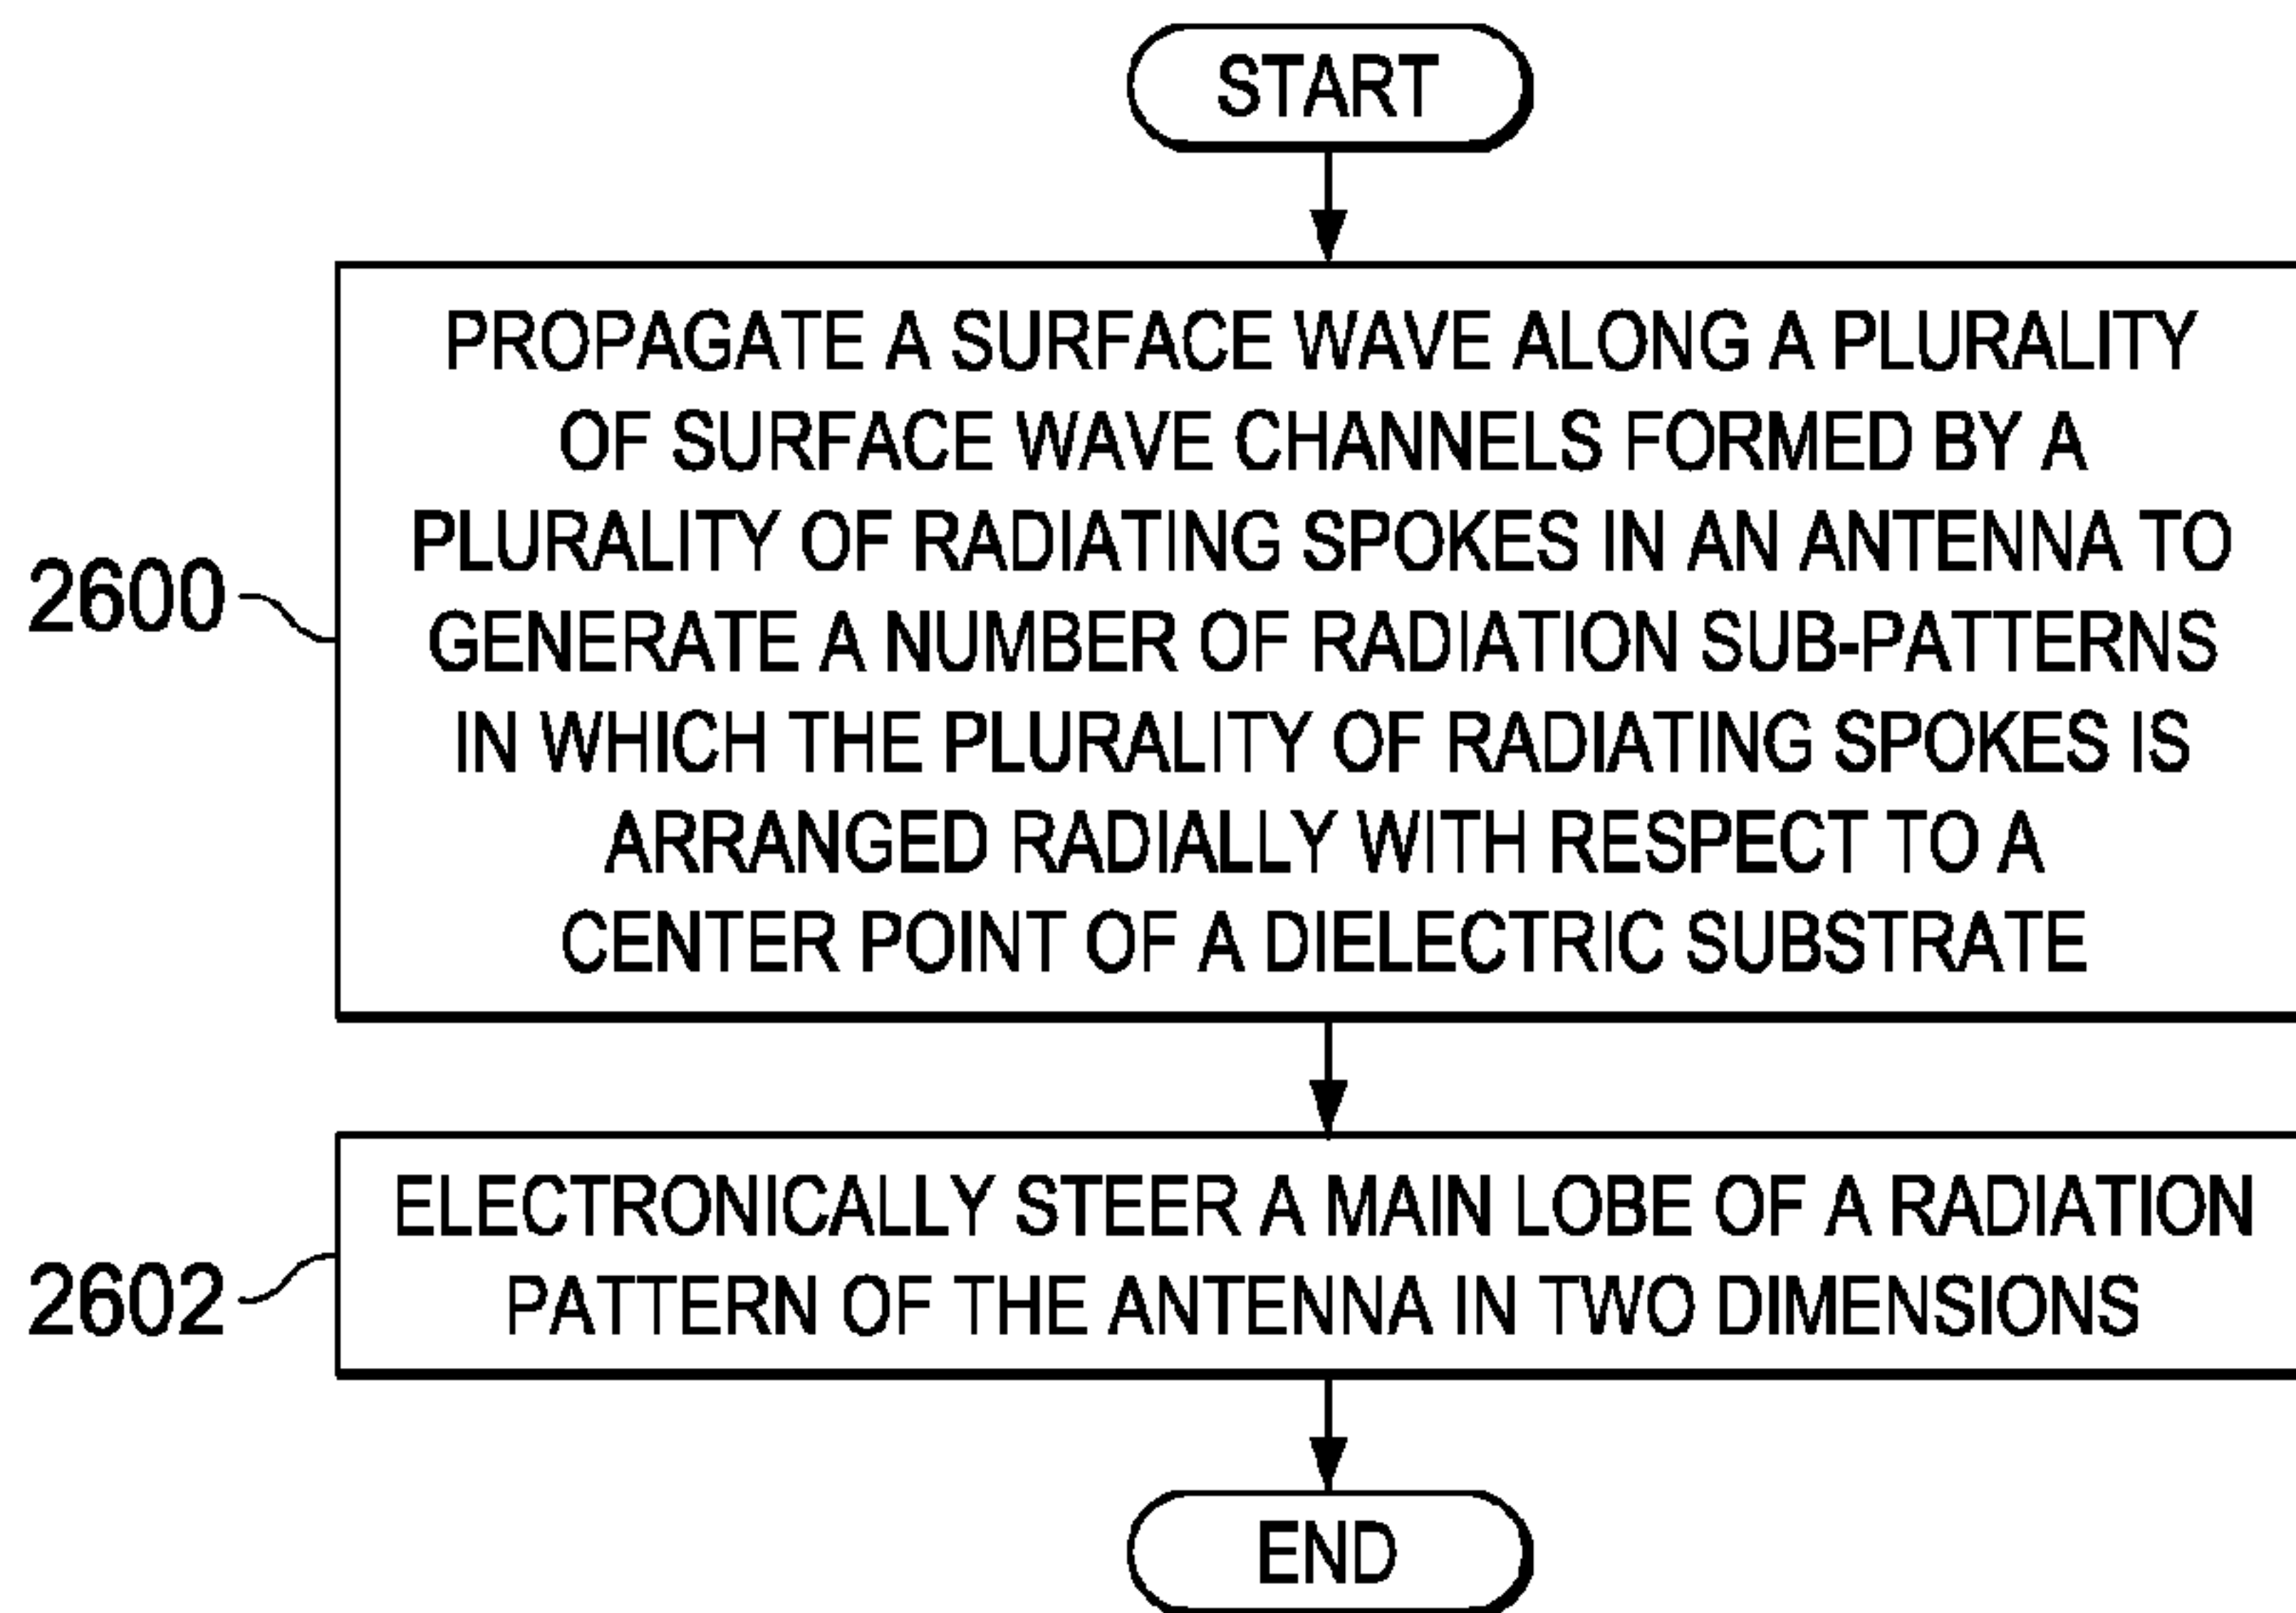 START
PROPAGATE A SURFACE WAVE ALONG A PLURALITY
OF SURFACE WAVE CHANNELS FORMED BY A
PLURALITY OF RADIATING SPOKES IN AN ANTENNA TO
GENERATE A NUMBER OF RADIATION SUB-PATTERNS
IN WHICH THE PLURALITY OF RADIATING SPOKES IS
ARRANGED RADIALLY WITH RESPECT TO A
CENTER POINT OF A DIELECTRIC SUBSTRATE
2600
ELECTRONICALLY STEER A MAIN LOBE OF A RADIATION
PATTERN OF THE ANTENNA IN TWO DIMENSIONS
2602
END